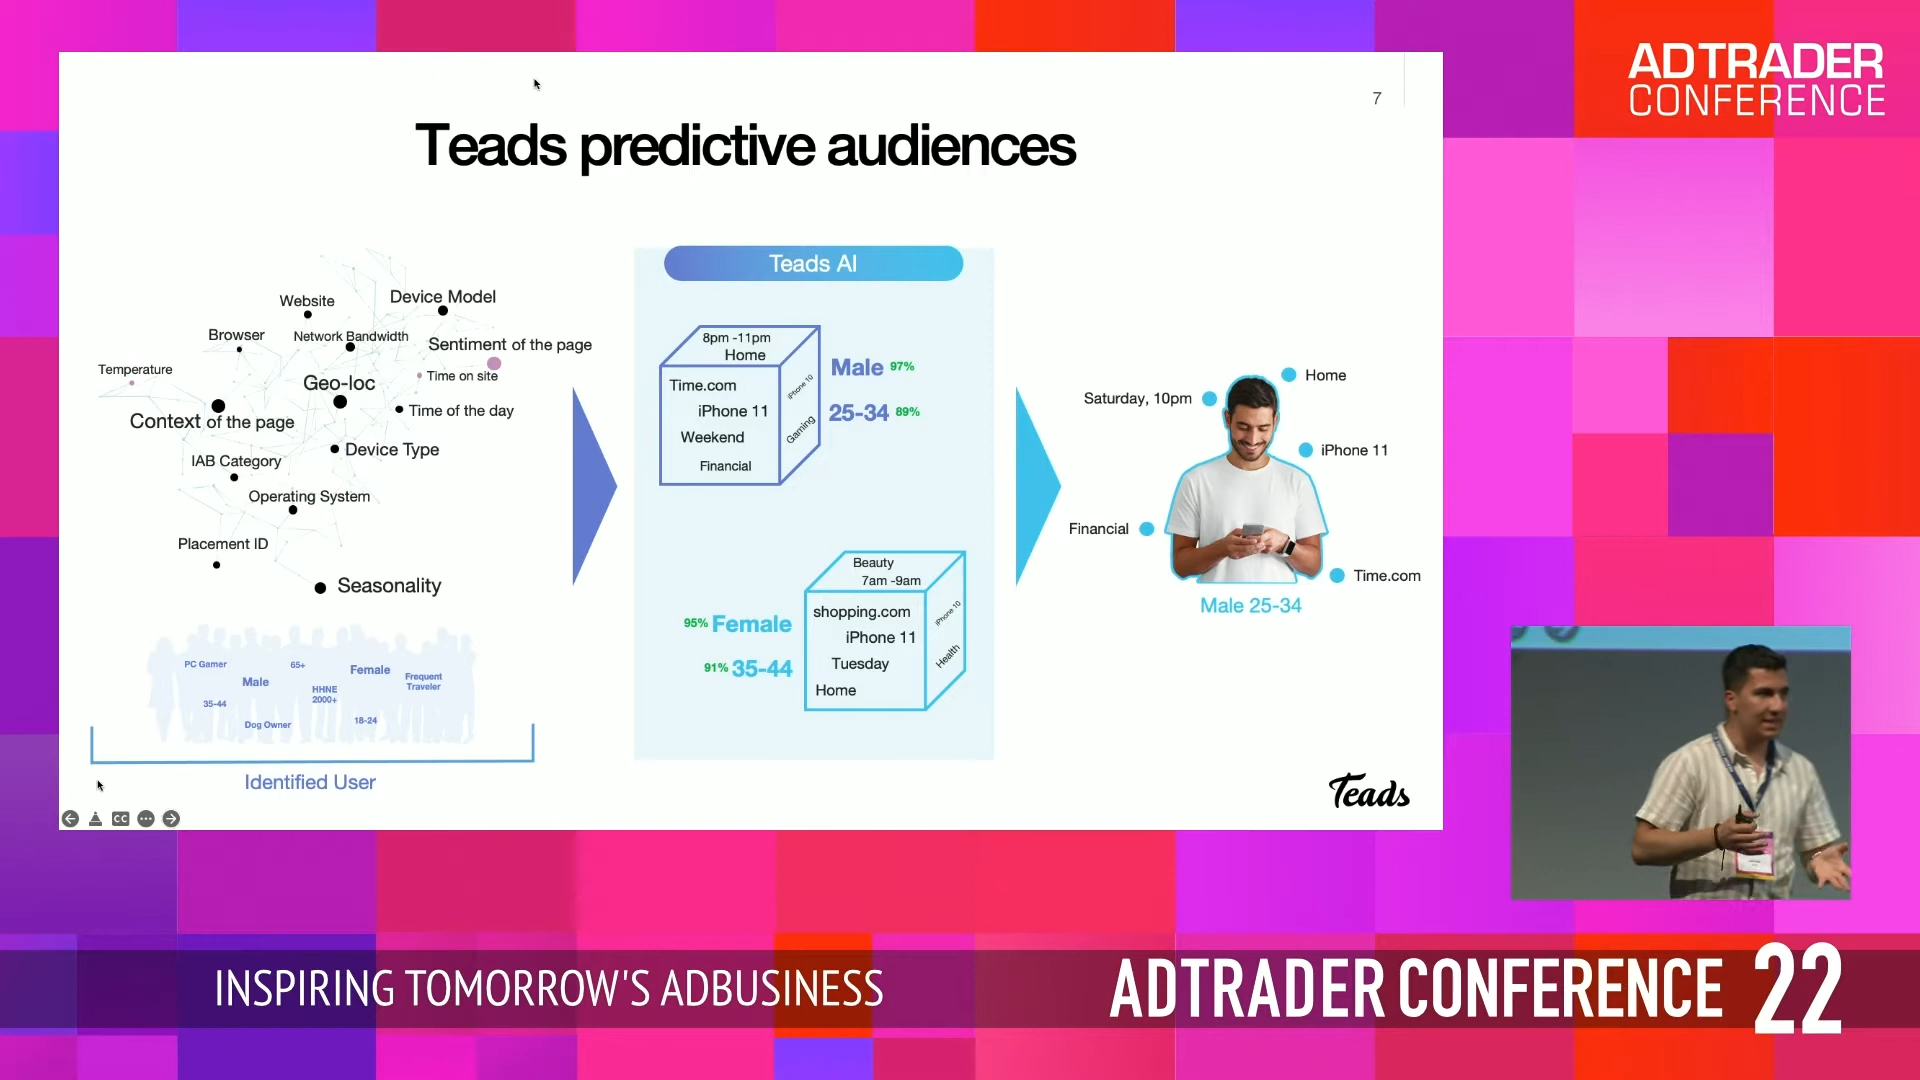 ADTRADER
CONFERENCE
7
Teads predictive audiences
Website
Device Model
Browser
Network Bandwidth
Sentiment of the page
Temperature
Time on site
Geo-loc
Context of the page
Time of the day
Device Type
IAB Category
Operating System
Placement ID
Seasonality
PC Gamer
65+
Female
Male
Frequent
Traveler
HHNE
2000+
35-44
Dog Owner
18-24
Identified User
Teads AI
8pm -11pm
Home
Time.com
iPhone 11
Weekend
Financial
iPhone 10
Gaming
Male 97%
25-34 89%
Beauty
7am -9am
shopping.com
iPhone 11
Tuesday
Home
iPhone 10
Health
95% Female
91% 35-44
Home
Saturday, 10pm
iPhone 11
Financial
Time.com
Male 25-34
Teads
CC
INSPIRING TOMORROW'S ADBUSINESS
ADTRADER CONFERENCE 22